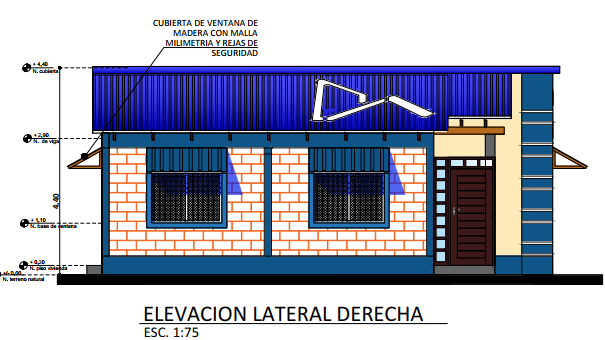 CUBIERTA DE VENTANA DE
MADERA CON MALLA
MILIMETRIA Y REJAS DE
SEGURIDAD
+ 4,40
N. cubierta
+ 2,90
N. de viga
4.40
+ 1,10
N. base de ventana
+ 0,20
N. piso vivienda
+/- 0,00
N. terreno natural
ELEVACION LATERAL DERECHA
ESC. 1:75